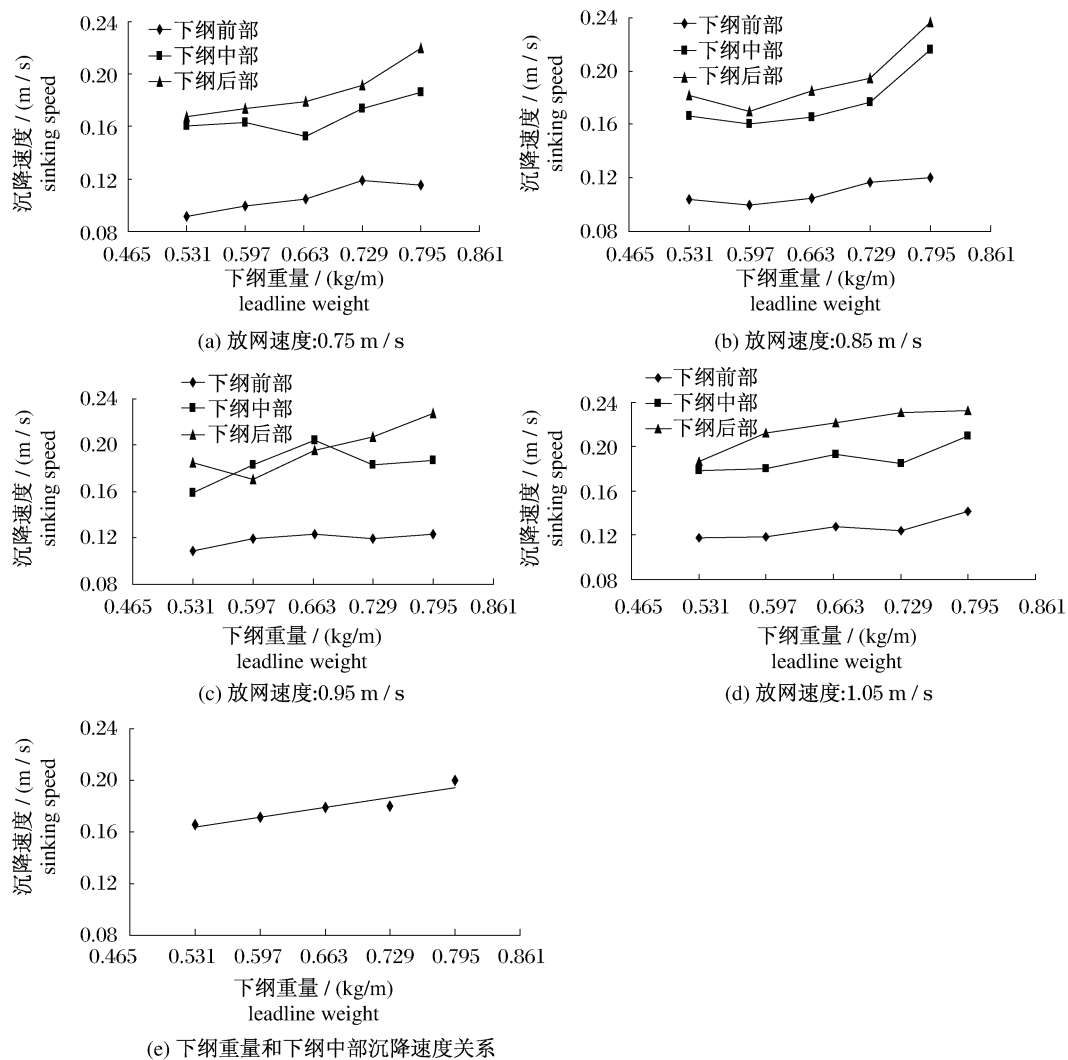 0.24
0.20
0.16
0.12
0.08
沉降速度 / (m / s)
sinking speed
下纲前部
下纲中部
下纲后部
0.465 0.531 0.597 0.663 0.729 0.795 0.861
下纲重量 / (kg/m)
leadline weight
(a) 放网速度:0.75 m / s
0.24
0.20
0.16
0.12
0.08
沉降速度 / (m / s)
sinking speed
下纲前部
下纲中部
下纲后部
0.465 0.531 0.597 0.663 0.729 0.795 0.861
下纲重量 / (kg/m)
leadline weight
(b) 放网速度:0.85 m / s
下纲前部
下纲中部
下纲后部
0.24
0.20
0.16
0.12
0.08
沉降速度 / (m / s)
sinking speed
0.465 0.531 0.597 0.663 0.729 0.795 0.861
下纲重量 / (kg/m)
leadline weight
(c) 放网速度:0.95 m / s
下纲前部
下纲中部
下纲后部
0.24
0.20
0.16
0.12
0.08
沉降速度 / (m / s)
sinking speed
0.465 0.531 0.597 0.663 0.729 0.795 0.861
下纲重量 / (kg/m)
leadline weight
(d) 放网速度:1.05 m / s
0.24
0.20
0.16
0.12
0.08
沉降速度 / (m / s)
sinking speed
0.465 0.531 0.597 0.663 0.729 0.795 0.861
下纲重量 / (kg/m)
leadline weight
(e) 下纲重量和下纲中部沉降速度关系